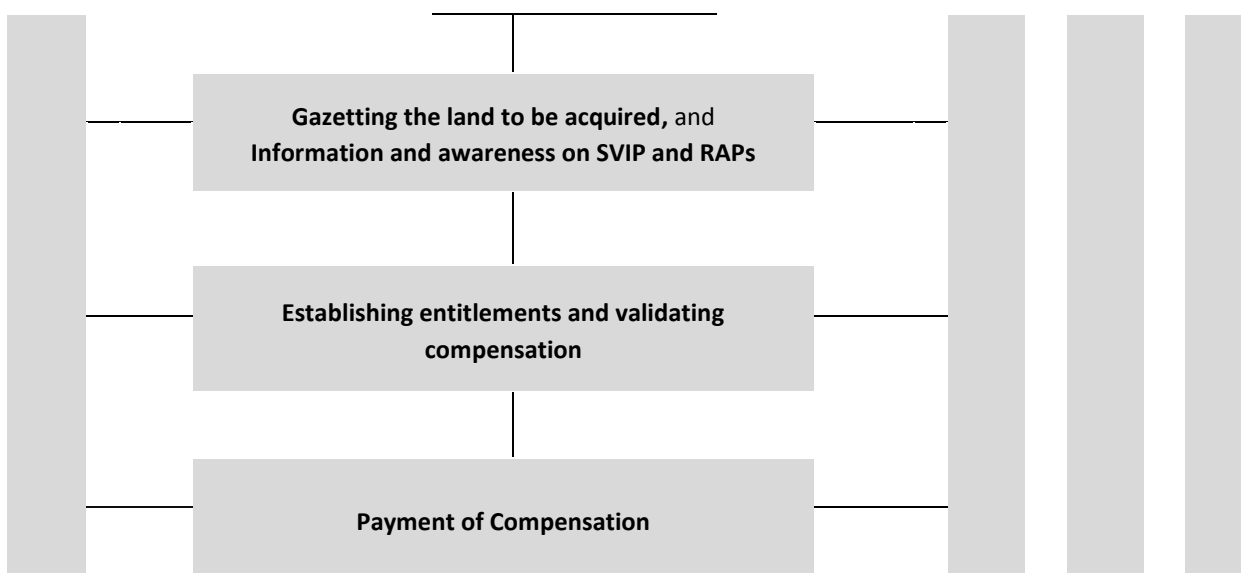 Gazetting the land to be acquired, and
Information and awareness on SVIP and RAPs
Establishing entitlements and validating
compensation
Payment of Compensation